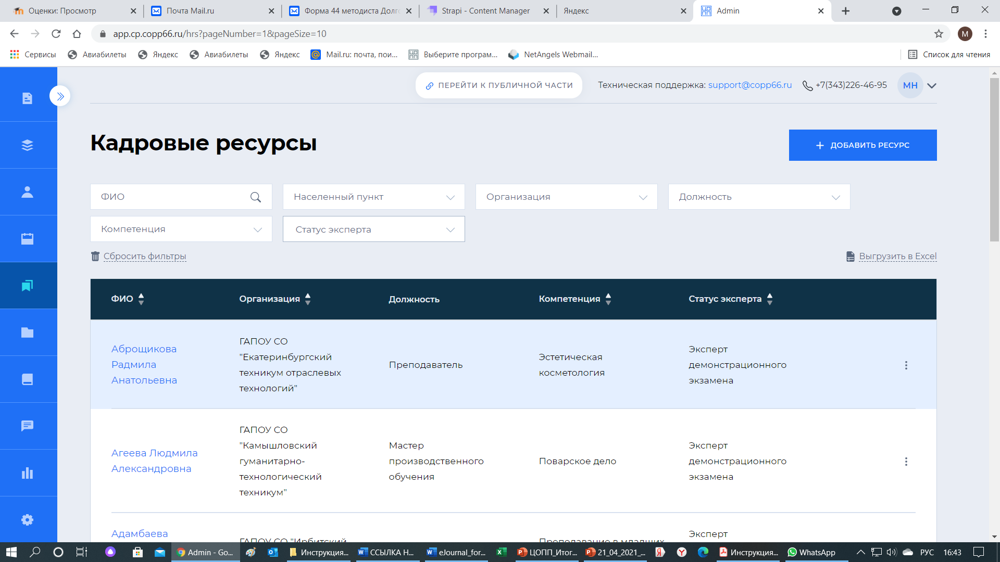 Оценки: Просмотр
Почта Mail.ru
Форма 44 методиста Долго
Strapi - Content Manager
Яндекс
Admin
app.cp.copp66.ru/hrs?pageNumber=1&pageSize=10
M
Сервисы
Авиабилеты
Яндекс
Авиабилеты
Яндекс
Mail.ru: почта, пои...
Выберите програм...
NetAngels Webmail...
Список для чтения
ПЕРЕЙТИ К ПУБЛИЧНОЙ ЧАСТИ
Техническая поддержка: support@copp66.ru
+7(343)226-46-95
МН
Кадровые ресурсы
+ ДОБАВИТЬ РЕСУРС
ФИО
Населенный пункт
Организация
Должность
Компетенция
Статус эксперта
Сбросить фильтры
Выгрузить в Excel
ФИО
Организация
Должность
Компетенция
Статус эксперта
Аброщикова
Радмила
Анатольевна
ГАПОУ СО
"Екатеринбургский
техникум отраслевых
технологий"
Преподаватель
Эстетическая
косметология
Эксперт
демонстрационного
экзамена
Агеева Людмила
Александровна
ГАПОУ СО
"Камышловский
гуманитарно-
технологический
техникум"
Мастер
производственного
обучения
Поварское дело
Эксперт
демонстрационного
экзамена
Адамбаева
ГАПОУ СО "Ирбитский
Преподавание в младших
Эксперт
Admin - Go...
Инструкция...
ССЫЛКА Н...
eJournal_for...
ЦОПП_Итог...
21_04_2021_...
Инструкция...
WhatsApp
РУС
16:43